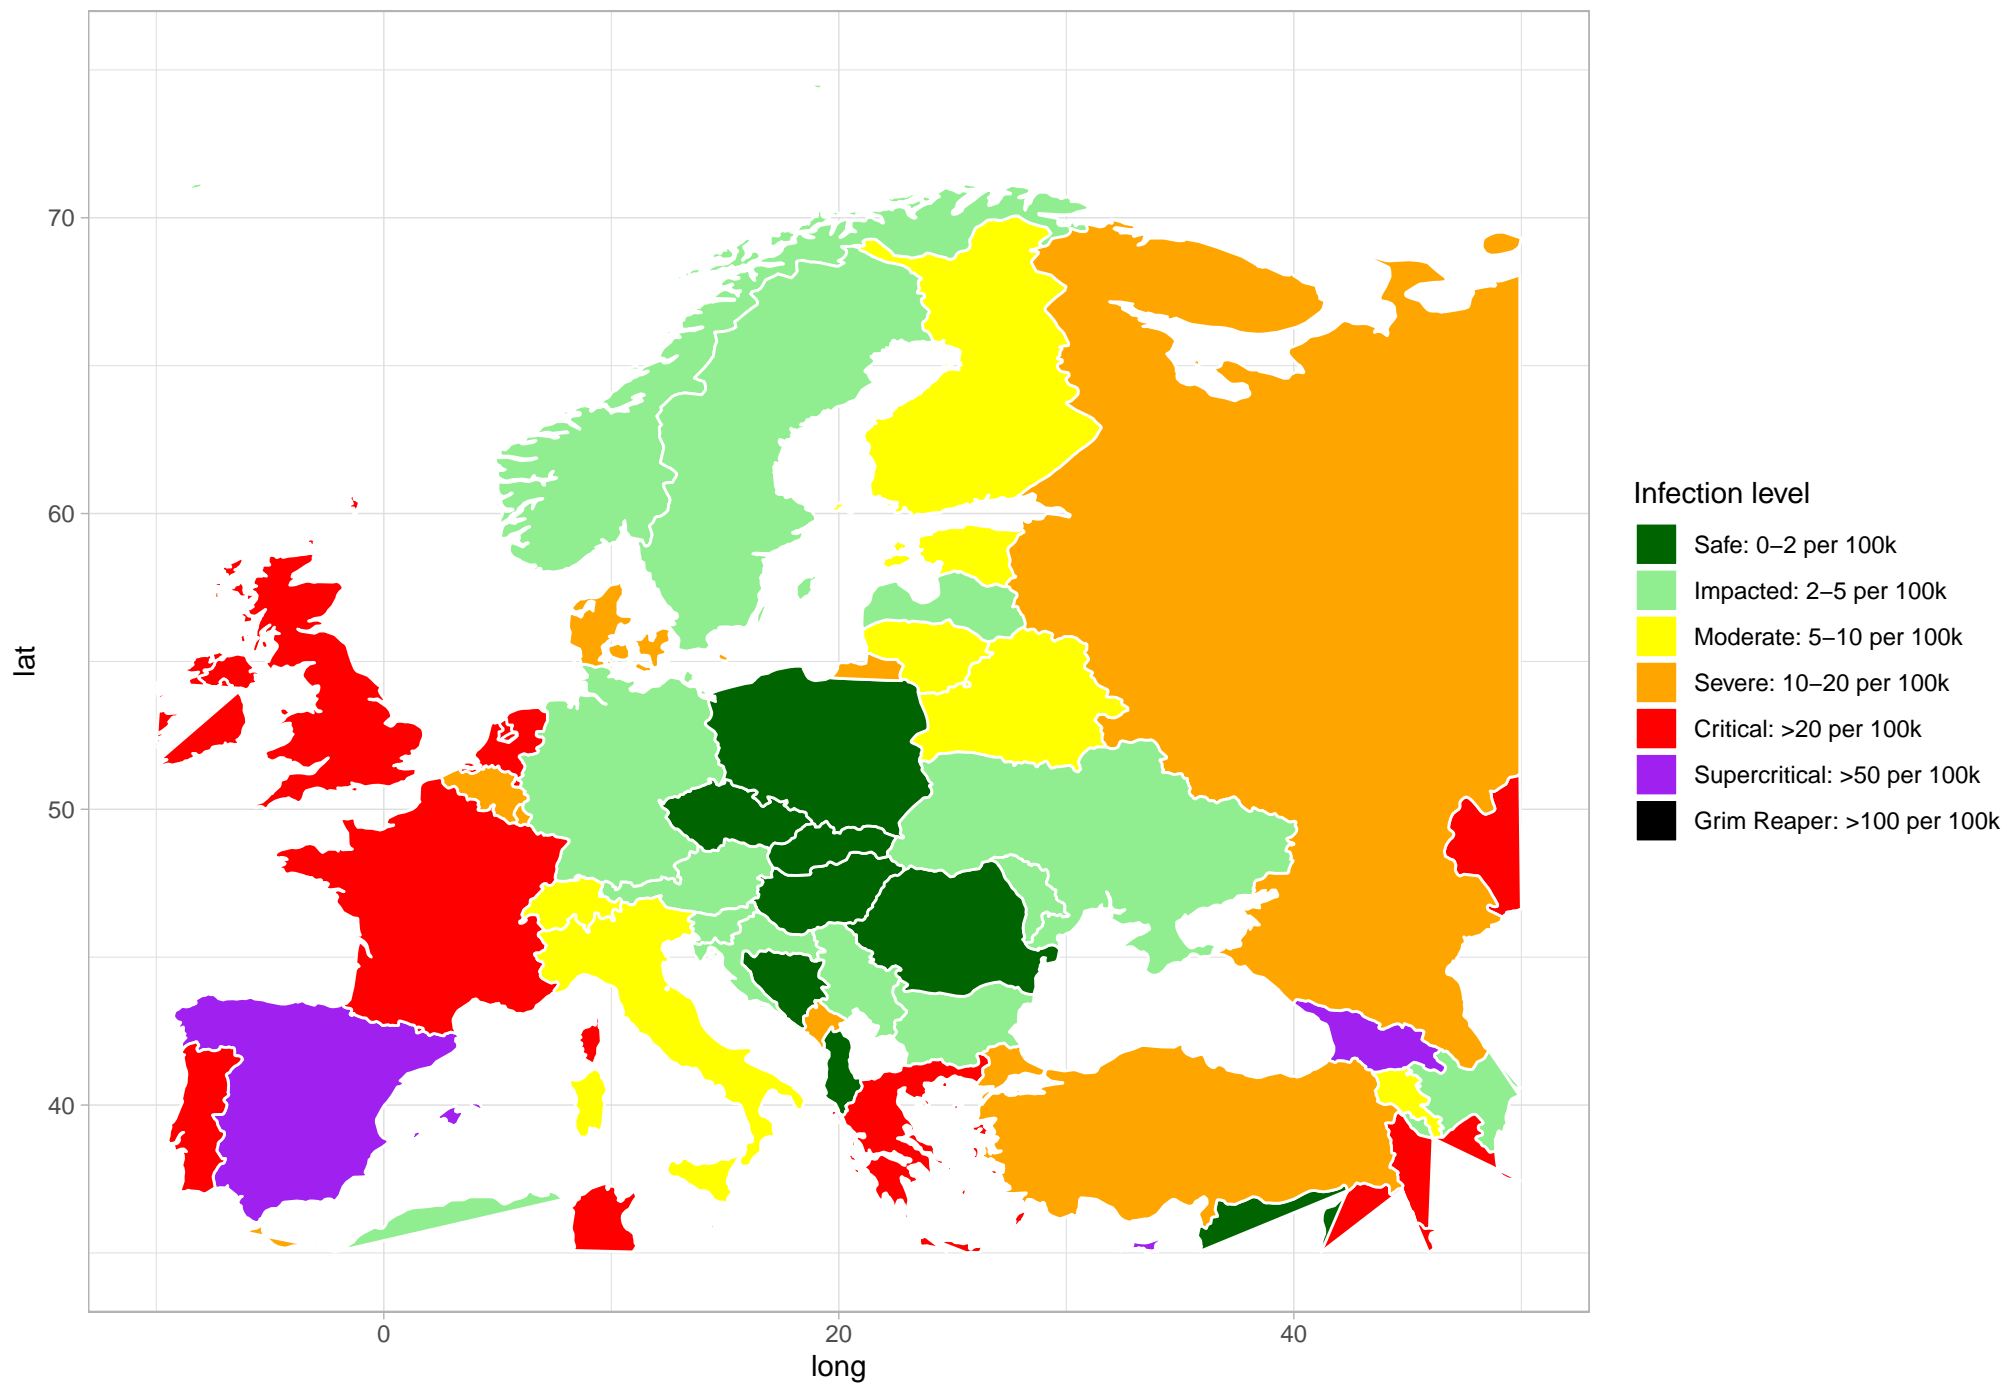 70
60
50
40
lat
0
20
40
long
Infection level
Safe: 0−2 per 100k
Impacted: 2−5 per 100k
Moderate: 5−10 per 100k
Severe: 10−20 per 100k
Critical: >20 per 100k
Supercritical: >50 per 100k
Grim Reaper: >100 per 100k